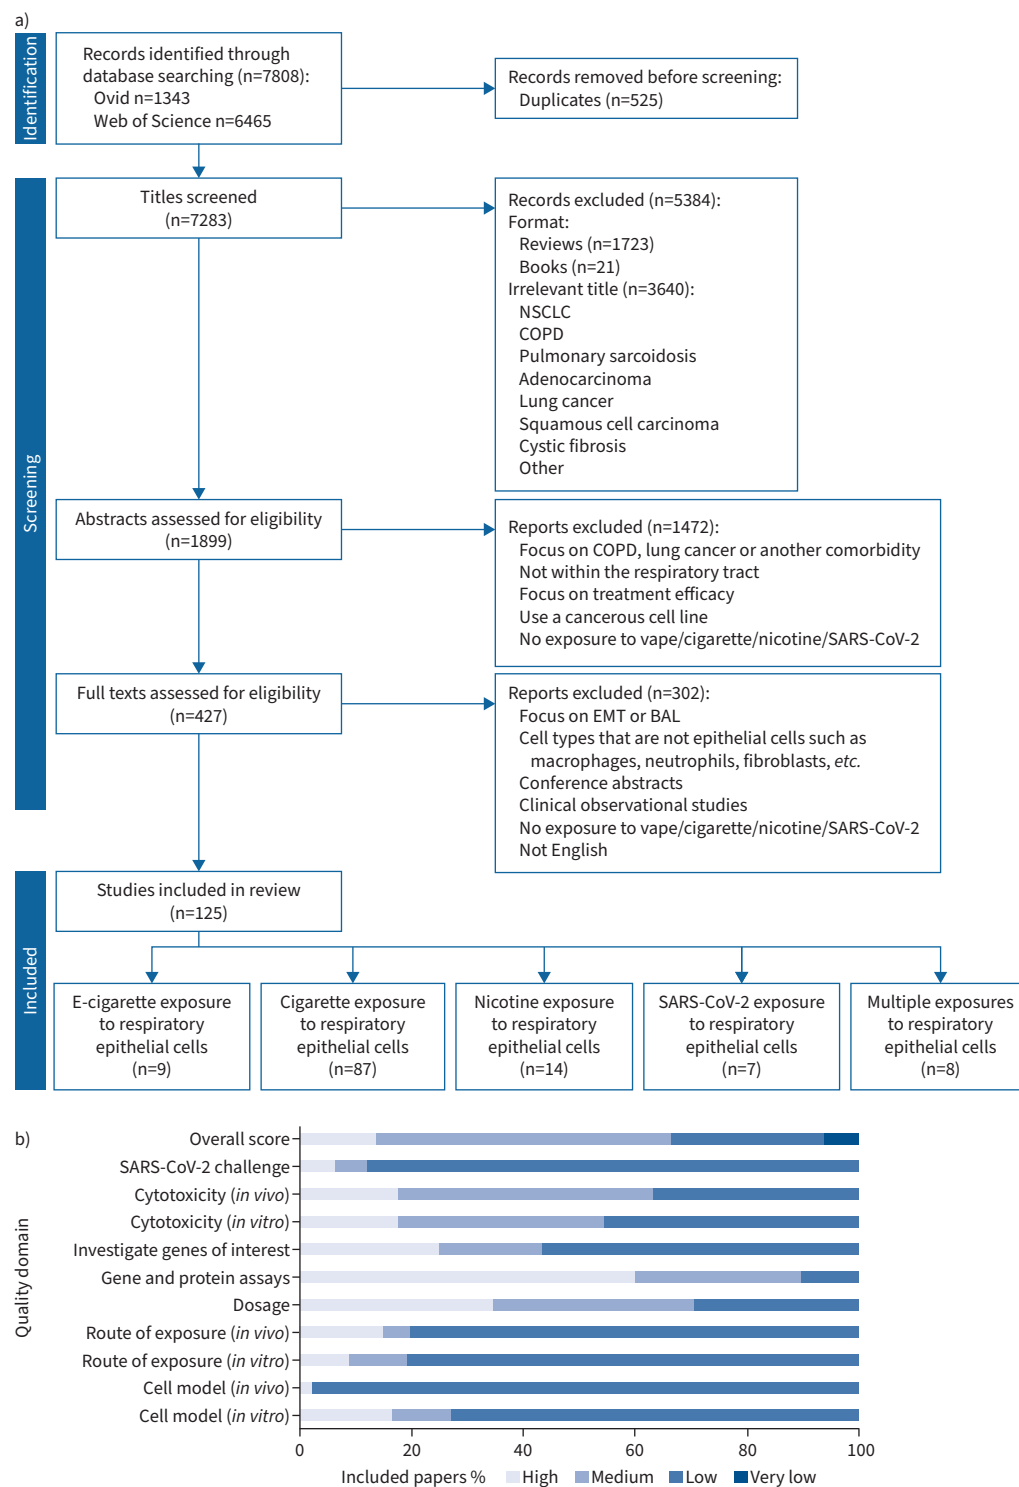 a)
Identification
Records identified through
database searching (n=7808):
Ovid n=1343
Web of Science n=6465
Records removed before screening:
Duplicates (n=525)
Screening
Titles screened
(n=7283)
Records excluded (n=5384):
Format:
Reviews (n=1723)
Books (n=21)
Irrelevant title (n=3640):
NSCLC
COPD
Pulmonary sarcoidosis
Adenocarcinoma
Lung cancer
Squamous cell carcinoma
Cystic fibrosis
Other
Abstracts assessed for eligibility
(n=1899)
Reports excluded (n=1472):
Focus on COPD, lung cancer or another comorbidity
Not within the respiratory tract
Focus on treatment efficacy
Use a cancerous cell line
No exposure to vape/cigarette/nicotine/SARS-CoV-2
Full texts assessed for eligibility
(n=427)
Reports excluded (n=302):
Focus on EMT or BAL
Cell types that are not epithelial cells such as
macrophages, neutrophils, fibroblasts, etc.
Conference abstracts
Clinical observational studies
No exposure to vape/cigarette/nicotine/SARS-CoV-2
Not English
Included
Studies included in review
(n=125)
E-cigarette exposure
to respiratory
epithelial cells
(n=9)
Cigarette exposure
to respiratory
epithelial cells
(n=87)
Nicotine exposure
to respiratory
epithelial cells
(n=14)
SARS-CoV-2 exposure
to respiratory
epithelial cells
(n=7)
Multiple exposures
to respiratory
epithelial cells
(n=8)
b)
Quality domain
Overall score
SARS-CoV-2 challenge
Cytotoxicity (in vivo)
Cytotoxicity (in vitro)
Investigate genes of interest
Gene and protein assays
Dosage
Route of exposure (in vivo)
Route of exposure (in vitro)
Cell model (in vivo)
Cell model (in vitro)
0 20 40 60 80 100
Included papers % High Medium Low Very low